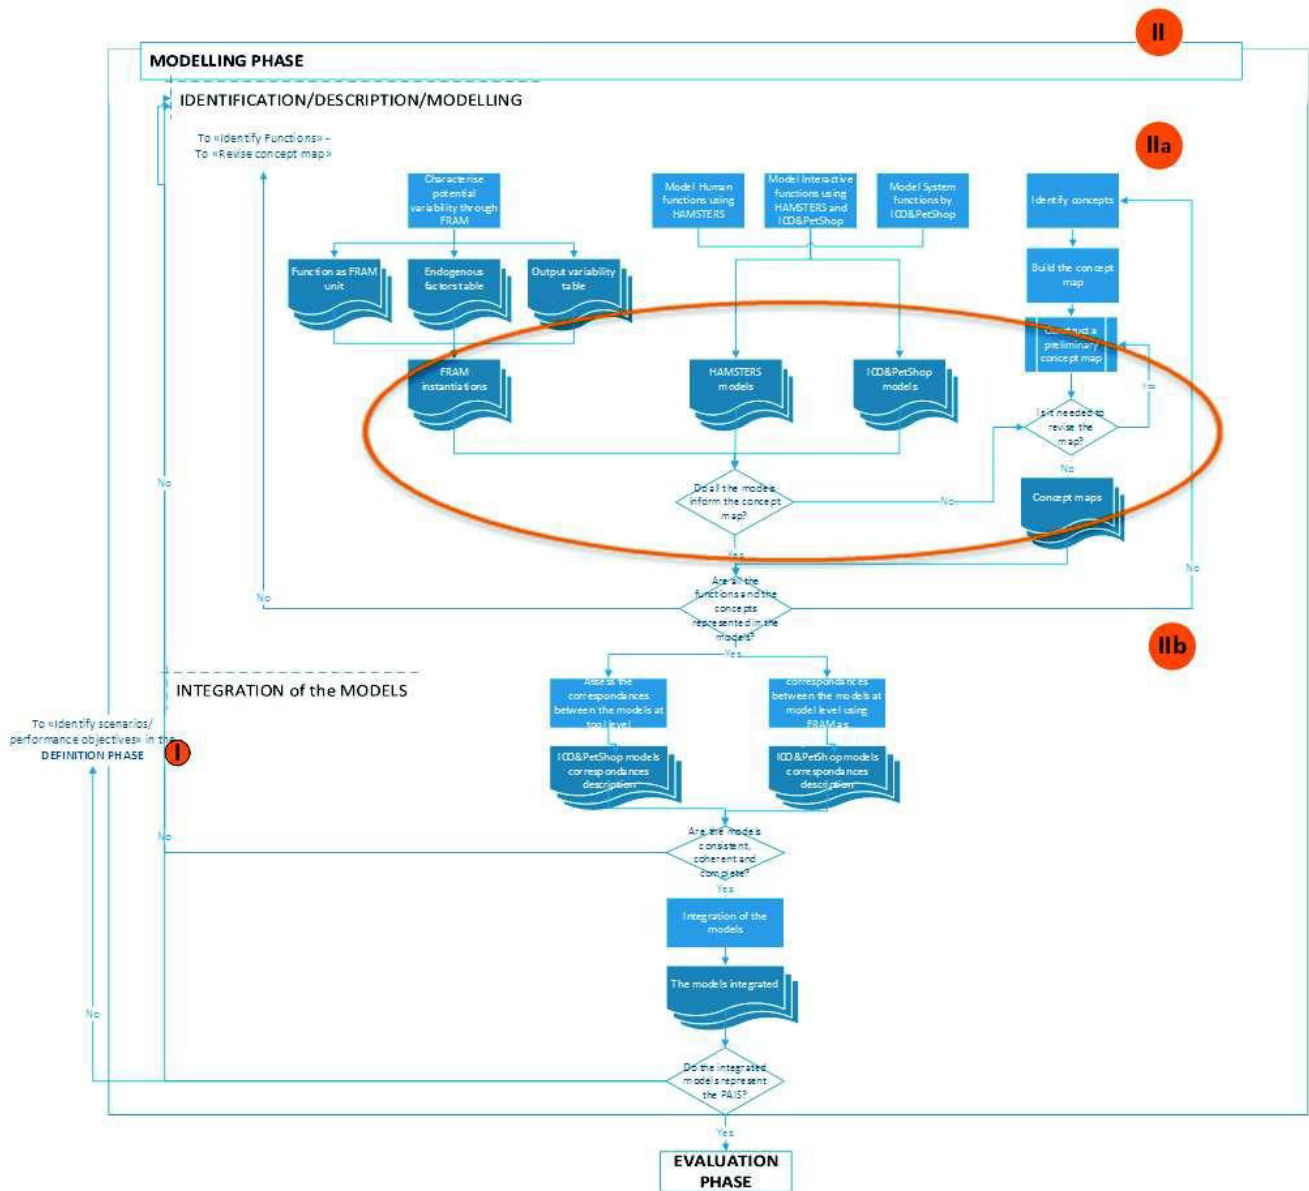 II
MODELLING PHASE
IDENTIFICATION/DESCRIPTION/MODELLING
To «Identify Functions» -
To «Revise concept map»
IIa
Characterise
potential
variability through
FRAM
Model Human
functions using
HAMSTERS
Model Interactive
functions using
HAMSTERS and
ICO&PetShop
Model System
functions by
ICO&PetShop
Identify concepts
Function as FRAM
unit
Endogenous
factors table
Output variability
table
Build the concept
map
Construct a
preliminary
concept map
FRAM
instantiations
HAMSTERS
models
ICO&PetShop
models
Yes
Is it needed to
revise the
map?
No
No
Do all the models
inform the concept
map?
No
Concept maps
Yes
No
Are all the
functions and the
concepts
represented in the
models?
No
Yes
IIb
INTEGRATION of the MODELS
Assess the
correspondances
between the models at
tool level
correspondances
between the models at
model level using
FRAM as
To «Identify scenarios/
performance objectives» in the
DEFINITION PHASE
I
ICO&PetShop models
correspondances
description
ICO&PetShop models
correspondances
description
No
Are the models
consistent,
coherent and
complete?
Yes
Integration of the
models
The models integrated
No
Do the integrated
models represent
the PAIS?
Yes
EVALUATION
PHASE